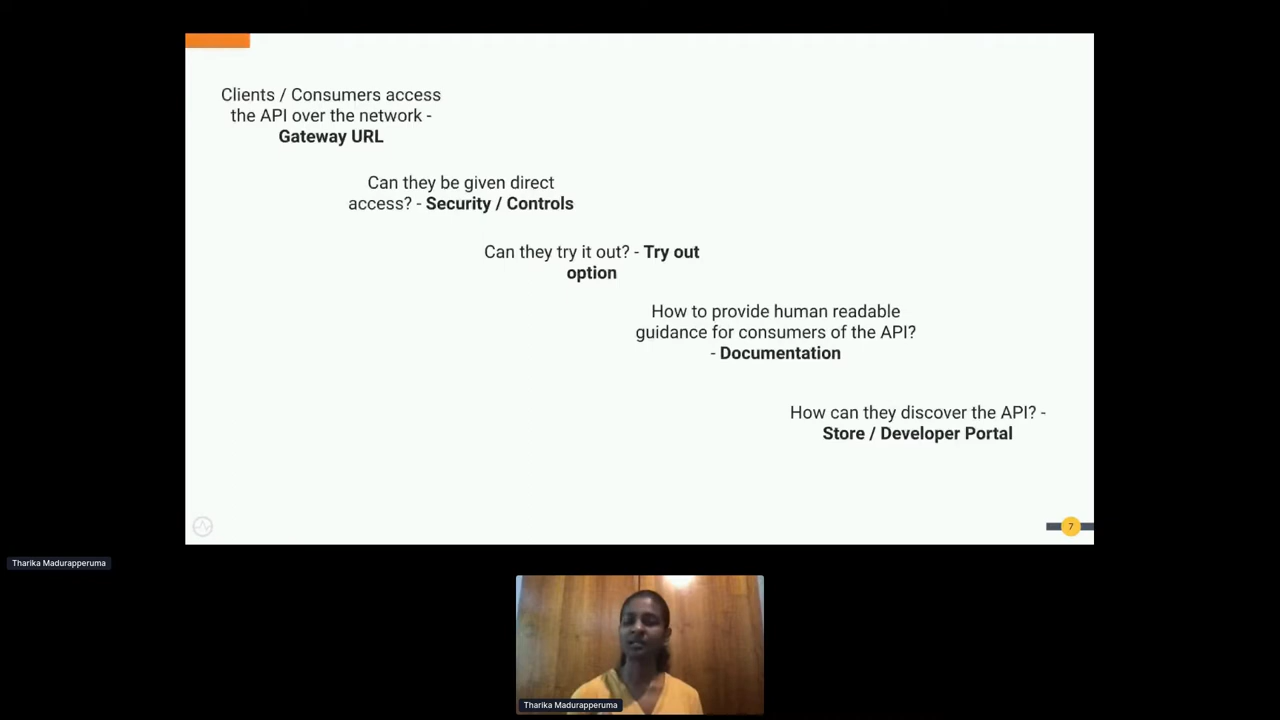 Clients / Consumers access
the API over the network -
Gateway URL
Can they be given direct
access? - Security / Controls
Can they try it out? - Try out
option
How to provide human readable
guidance for consumers of the API?
- Documentation
How can they discover the API? -
Store / Developer Portal
7
Tharika Madurapperuma
Tharika Madurapperuma